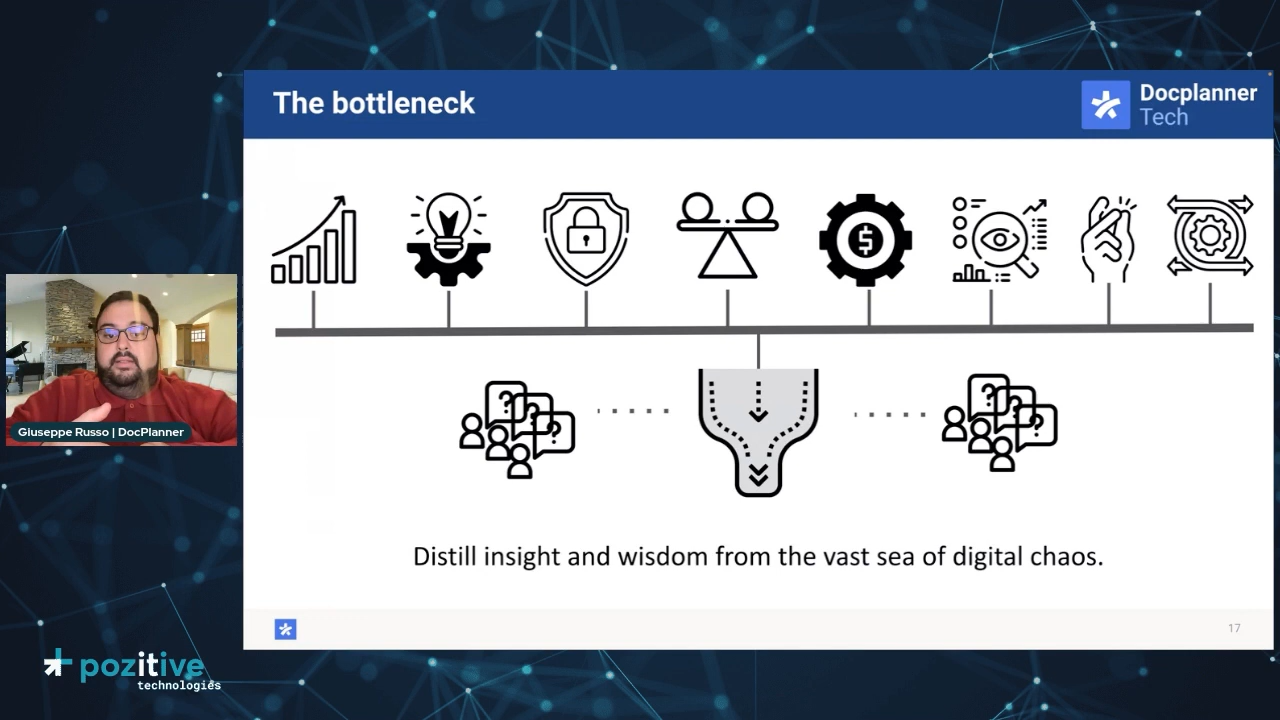 The bottleneck
Docplanner
Tech
$
? ? ?
? ? ?
Giuseppe Russo | DocPlanner
Distill insight and wisdom from the vast sea of digital chaos.
17
pozitive
technologies